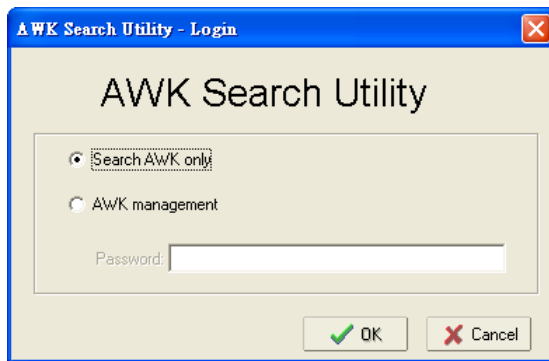 AWK Search Utility - Login
AWK Search Utility
Search AWK only
AWK management
Password:
OK
Cancel